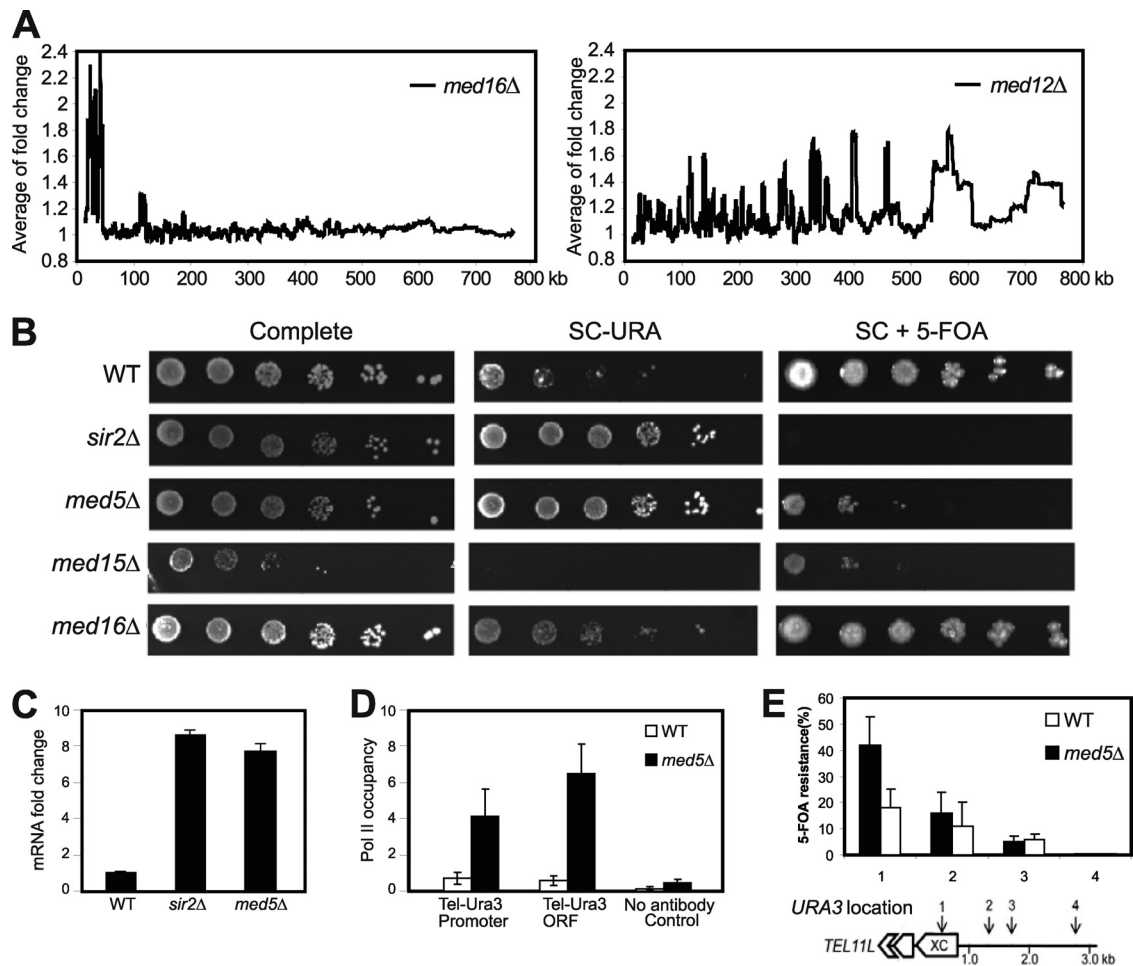 A
Average of fold change
2.4
2.2
2
1.8
1.6
1.4
1.2
1
0.8
0 100 200 300 400 500 600 700 800 kb
med16Δ
Average of fold change
2.4
2.2
2
1.8
1.6
1.4
1.2
1
0.8
0 100 200 300 400 500 600 700 800 kb
med12Δ
B
Complete SC-URA SC + 5-FOA
WT
sir2Δ
med5Δ
med15Δ
med16Δ
C
mRNA fold change
10
8
6
4
2
0
WT sir2Δ med5Δ
D
Pol II occupancy
10
8
6
4
2
0
WT
med5Δ
Tel-Ura3 Tel-Ura3 No antibody
Promoter ORF Control
E
5-FOA resistance(%)
60
50
40
30
20
10
0
WT
med5Δ
1 2 3 4
URA3 location 1 2 3 4
TEL11L XC 1.0 2.0 3.0 kb